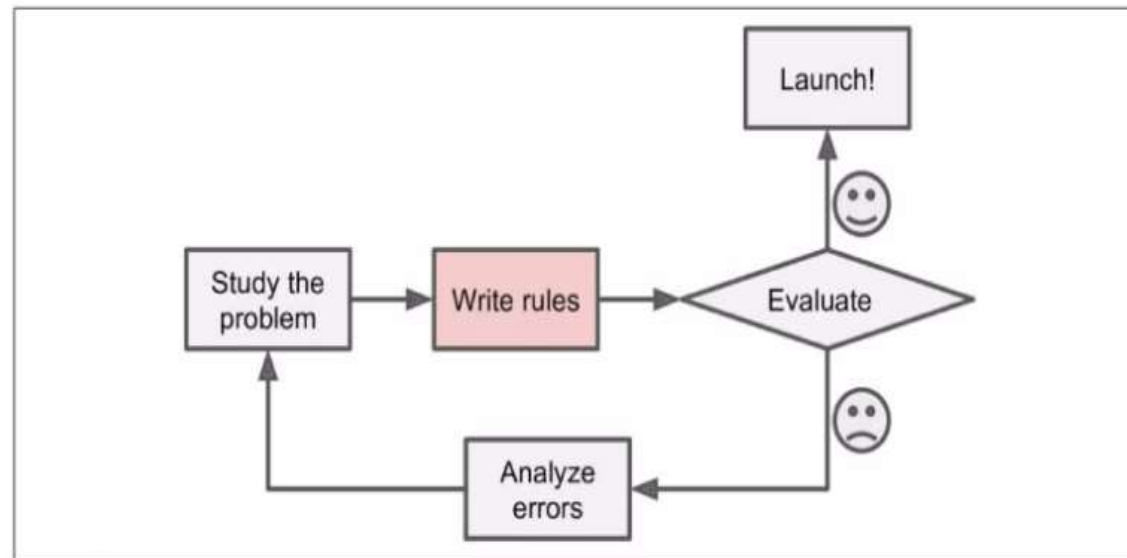 Launch!
Study the
problem
Write rules
Evaluate
Analyze
errors